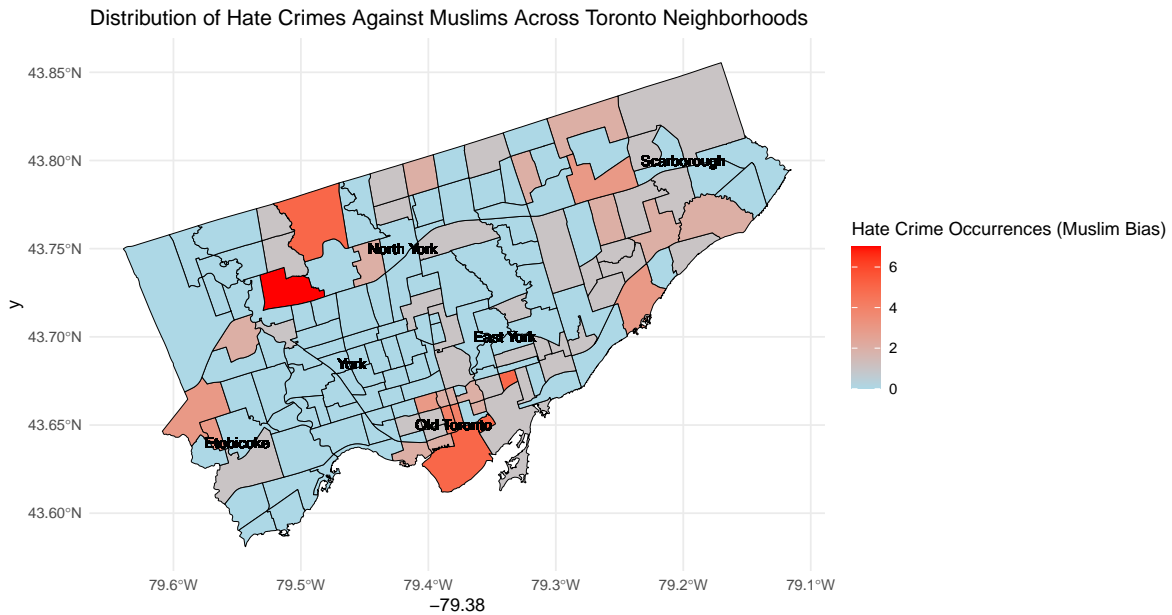 Distribution of Hate Crimes Against Muslims Across Toronto Neighborhoods
43.85°N
43.80°N
43.75°N
43.70°N
43.65°N
43.60°N
y
Scarborough
North York
East York
York
Old Toronto
Etobicoke
79.6°W 79.5°W 79.4°W 79.3°W 79.2°W 79.1°W
−79.38
Hate Crime Occurrences (Muslim Bias)
6
4
2
0